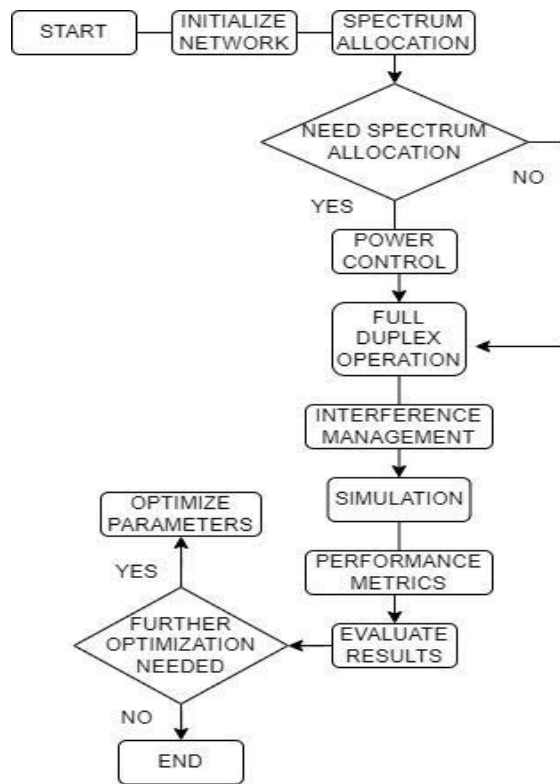 START
INITIALIZE
NETWORK
SPECTRUM
ALLOCATION
NEED SPECTRUM
ALLOCATION
NO
YES
POWER
CONTROL
FULL
DUPLEX
OPERATION
INTERFERENCE
MANAGEMENT
SIMULATION
PERFORMANCE
METRICS
EVALUATE
RESULTS
FURTHER
OPTIMIZATION
NEEDED
YES
OPTIMIZE
PARAMETERS
NO
END